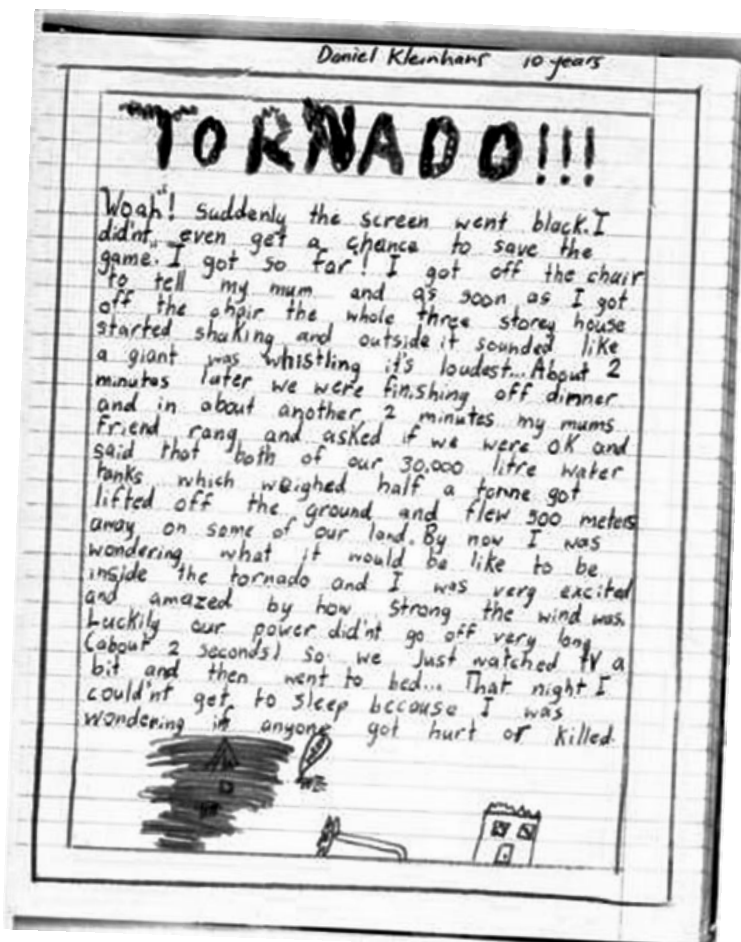 Daniel Kleinhans 10 years
TORNADO!!!
"Woah"! Suddenly the screen went black. I
did'nt even get a chance to save the
game. I got so far! I got off the chair
to tell my mum and as soon as I got
off the chair the whole three storey house
started shaking and outside it sounded like
a giant was whistling it's loudest... About 2
minutes later we were finishing off dinner
and in about another 2 minutes my mums
friend rang and asked if we were OK and
said that both of our 30,000 litre water
tanks which weighed half a tonne got
lifted off the ground and flew 500 meters
away on some of our land. By now I was
wondering what it would be like to be
inside the tornado and I was very excited
and amazed by how strong the wind was.
Luckily our power did'nt go off very long
(about 2 seconds) so we Just watched TV a
bit and then went to bed... That night I
could'nt get to sleep because I was
wondering if anyone got hurt or killed.